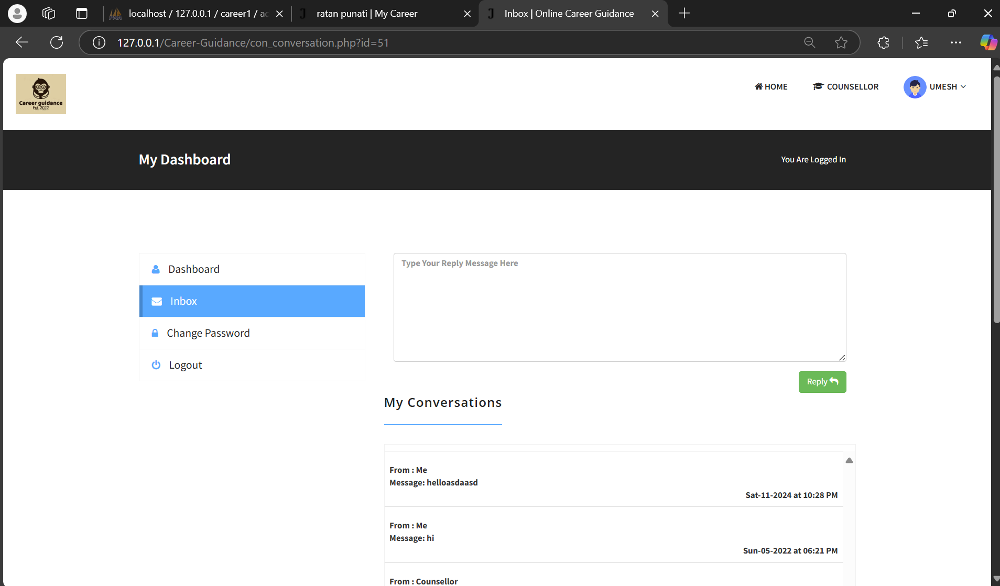 localhost / 127.0.0.1 / career1 / ad
ratan punati | My Career
Inbox | Online Career Guidance
127.0.0.1/Career-Guidance/con_conversation.php?id=51
Career guidance
Est. 2022
HOME
COUNSELLOR
UMESH
My Dashboard
You Are Logged In
Dashboard
Inbox
Change Password
Logout
Type Your Reply Message Here
Reply
My Conversations
From : Me
Message: helloasdaasd
Sat-11-2024 at 10:28 PM
From : Me
Message: hi
Sun-05-2022 at 06:21 PM
From : Counsellor